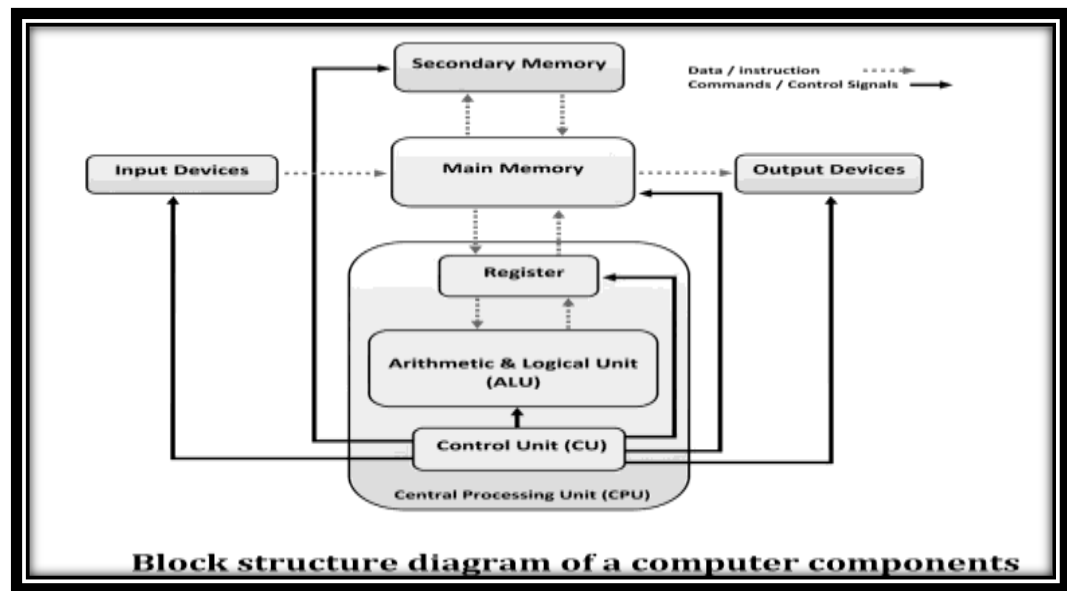 Secondary Memory
Data / instruction
Commands / Control Signals
Input Devices
Main Memory
Output Devices
Register
Arithmetic & Logical Unit
(ALU)
Control Unit (CU)
Central Processing Unit (CPU)
Block structure diagram of a computer components